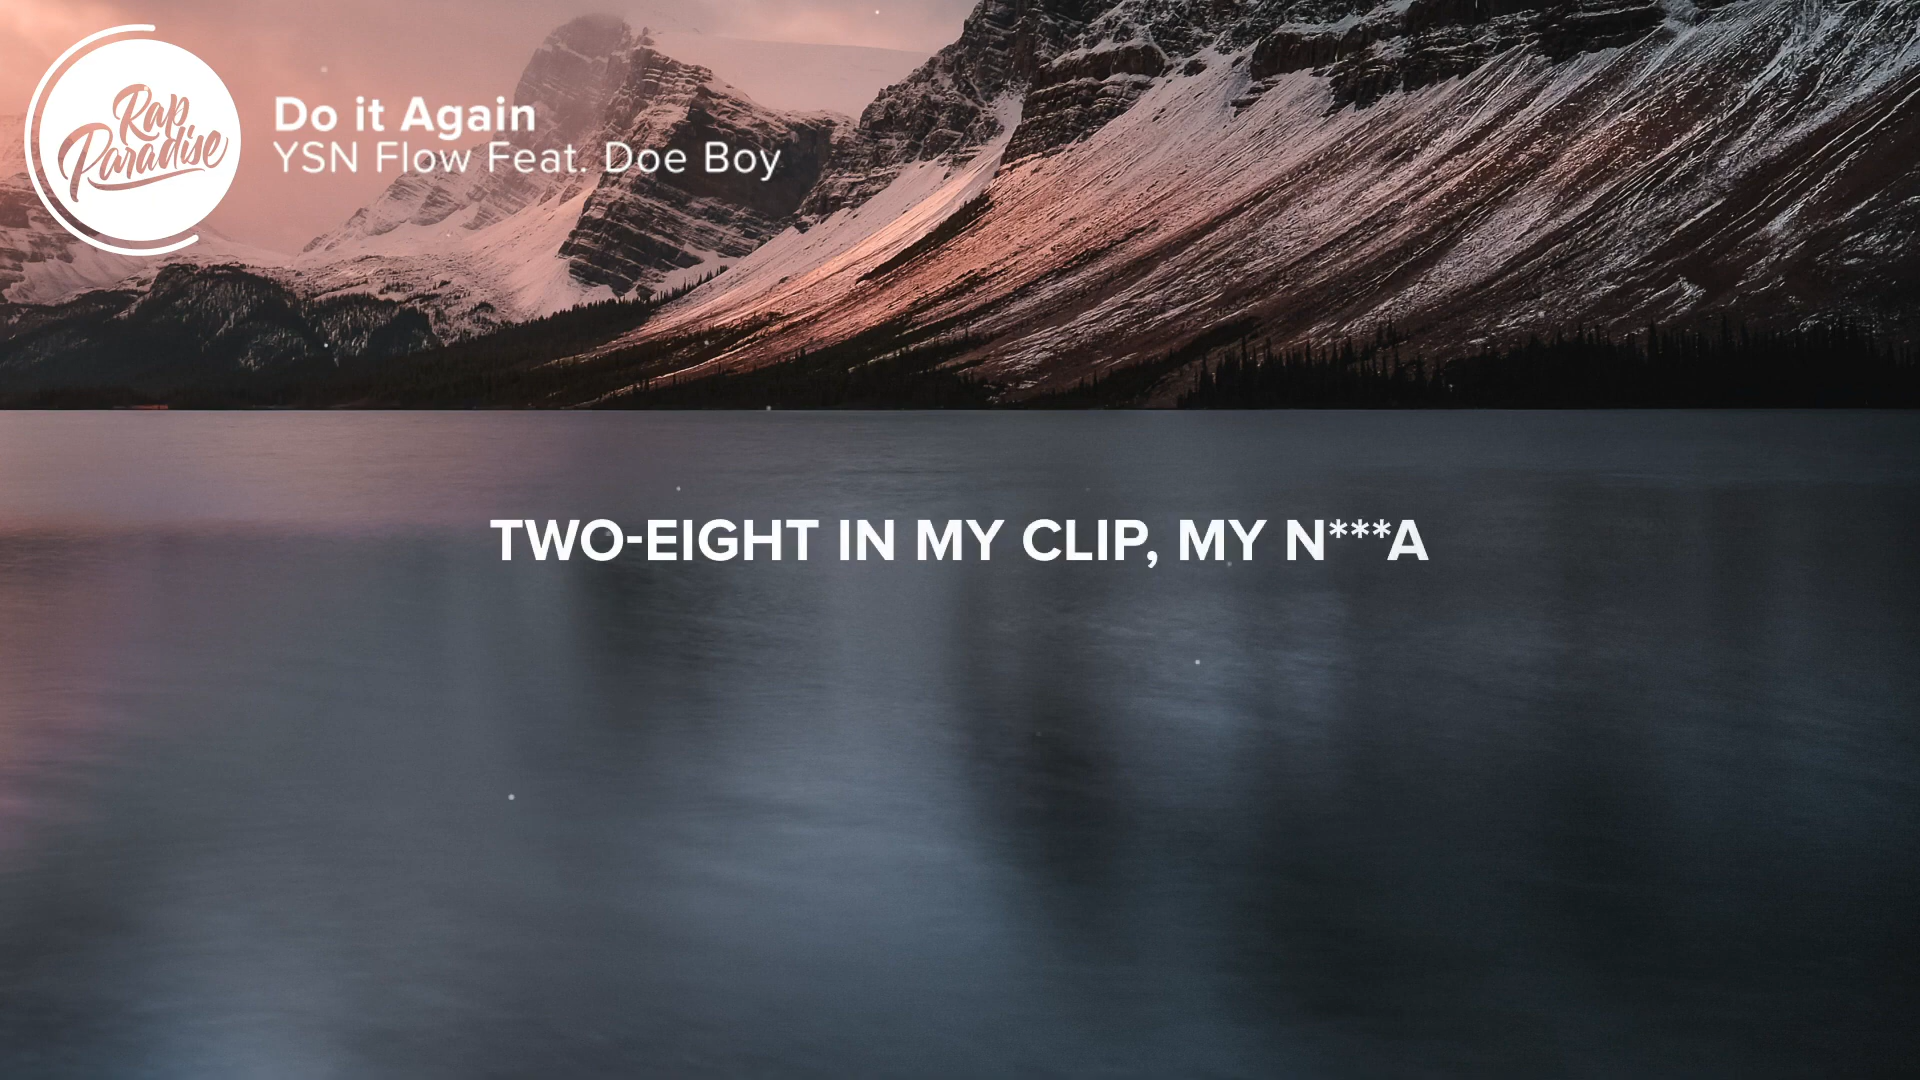 Rap
Paradise
Do it Again
YSN Flow Feat. Doe Boy
TWO-EIGHT IN MY CLIP, MY N***A